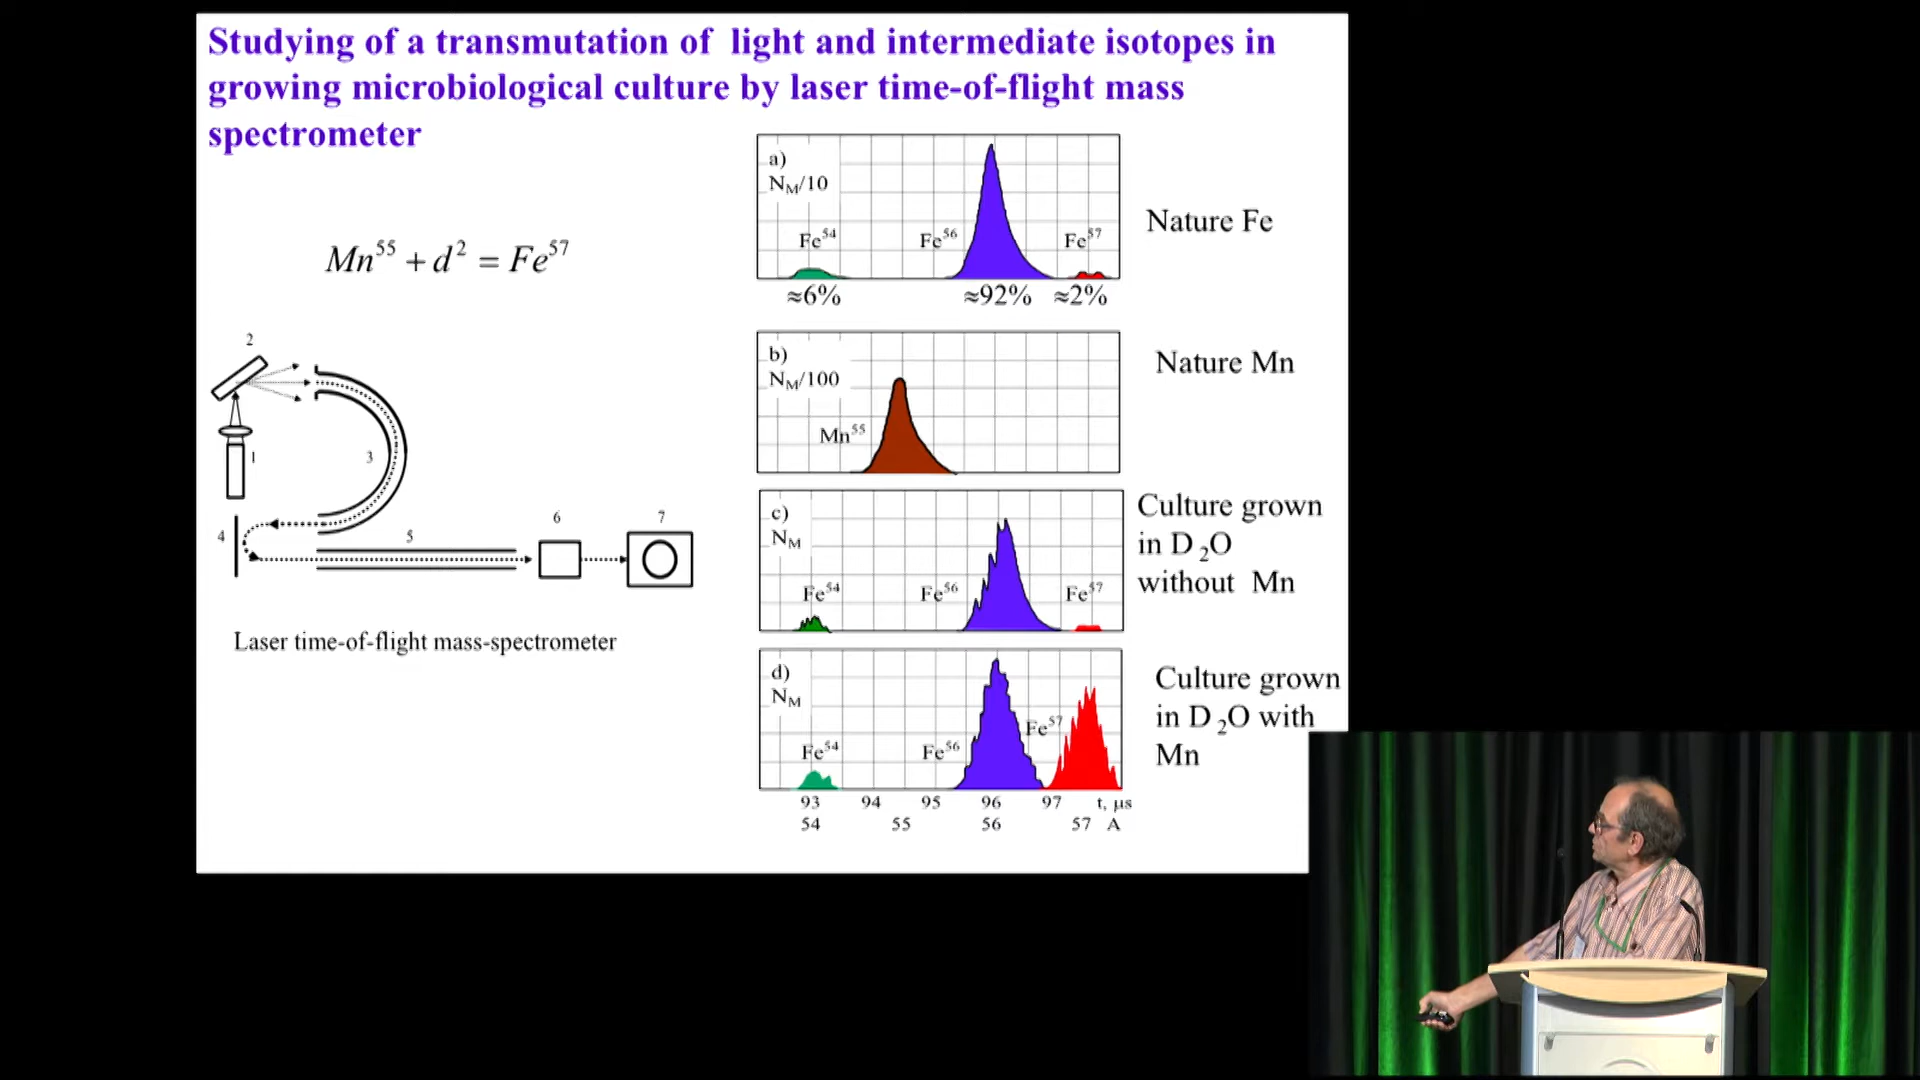 Studying of a transmutation of light and intermediate isotopes in
growing microbiological culture by laser time-of-flight mass
spectrometer
Mn⁵⁵ + d² = Fe⁵⁷
2
1
3
4
5
6
7
Laser time-of-flight mass-spectrometer
a)
N_M/10
Fe⁵⁴ Fe⁵⁶ Fe⁵⁷
≈6% ≈92% ≈2%
Nature Fe
b)
N_M/100
Mn⁵⁵
Nature Mn
c)
N_M
Fe⁵⁴ Fe⁵⁶ Fe⁵⁷
Culture grown
in D₂O
without Mn
d)
N_M
Fe⁵⁴ Fe⁵⁶ Fe⁵⁷
Culture grown
in D₂O with
Mn
93 94 95 96 97 t, μs
54 55 56 57 A